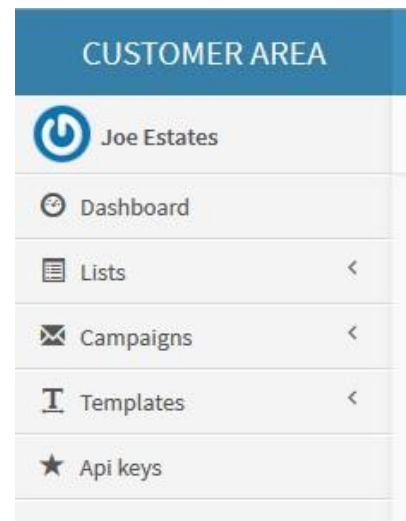 CUSTOMER AREA
Joe Estates
Dashboard
Lists
Campaigns
Templates
Api keys